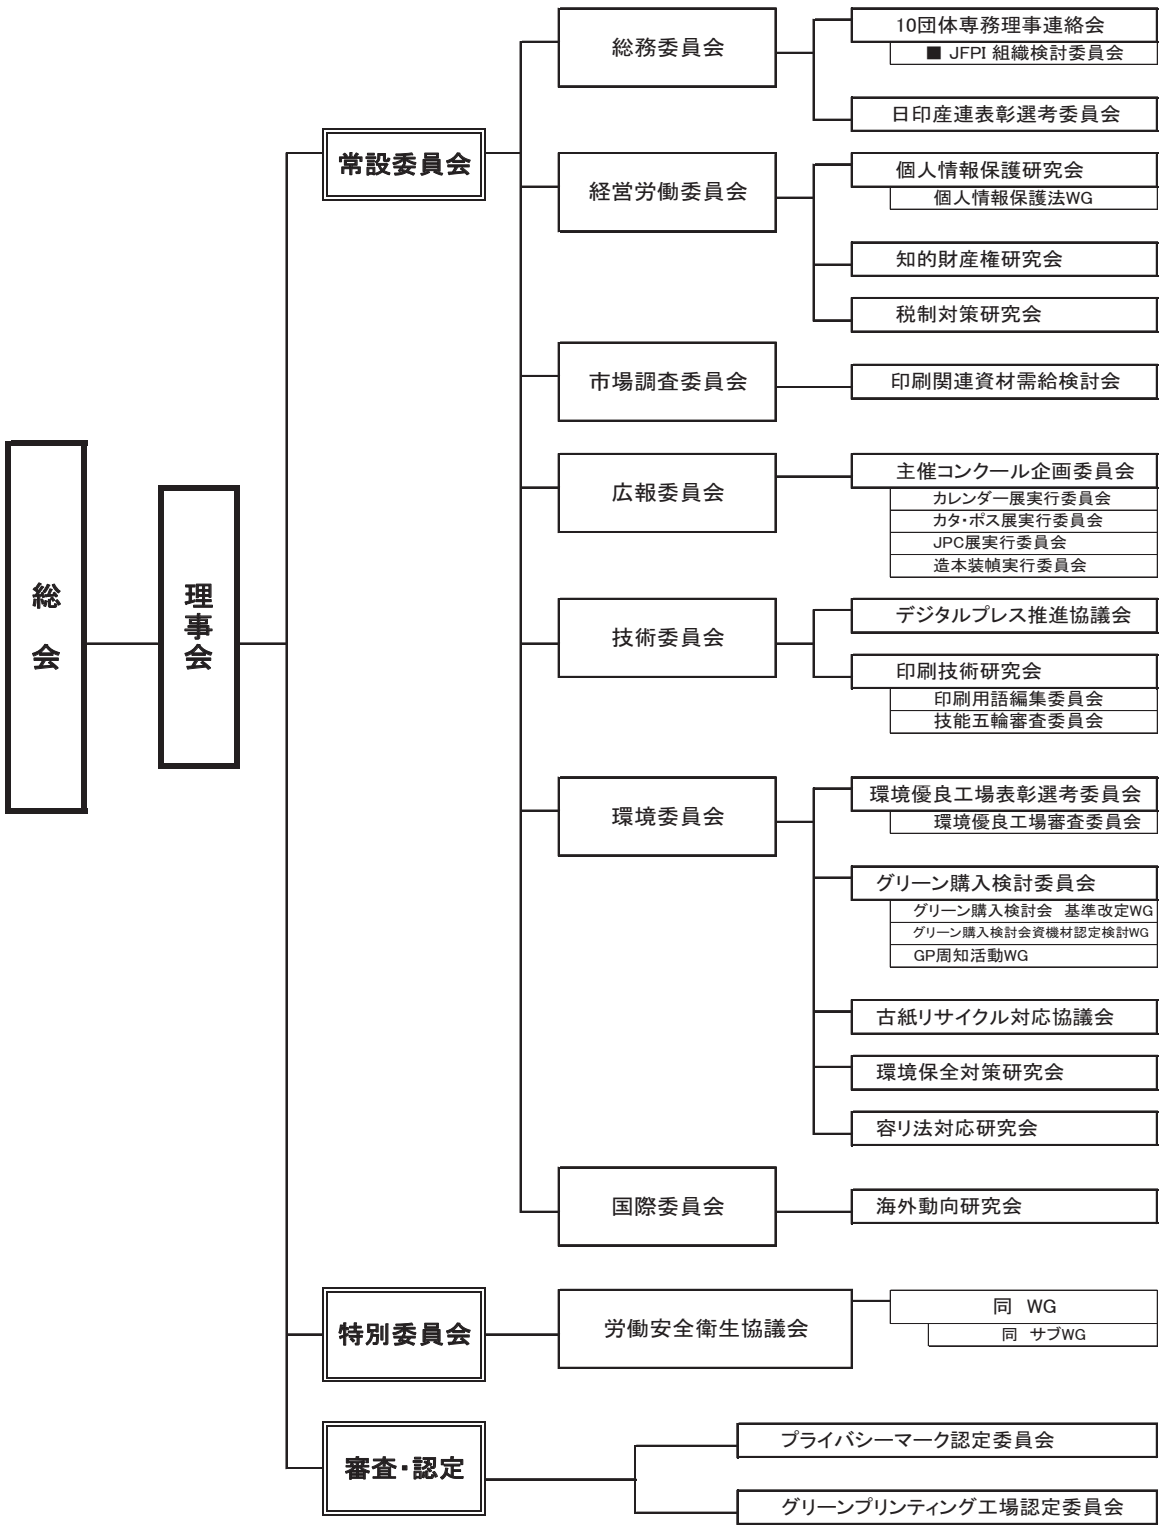 総会
理事会
常設委員会
総務委員会
10団体専務理事連絡会
■ JFPI 組織検討委員会
日印産連表彰選考委員会
経営労働委員会
個人情報保護研究会
個人情報保護法WG
知的財産権研究会
税制対策研究会
市場調査委員会
印刷関連資材需給検討会
広報委員会
主催コンクール企画委員会
カレンダー展実行委員会
カタ・ポス展実行委員会
JPC展実行委員会
造本装幀実行委員会
技術委員会
デジタルプレス推進協議会
印刷技術研究会
印刷用語編集委員会
技能五輪審査委員会
環境委員会
環境優良工場表彰選考委員会
環境優良工場審査委員会
グリーン購入検討委員会
グリーン購入検討会　基準改定WG
グリーン購入検討会資機材認定検討WG
GP周知活動WG
古紙リサイクル対応協議会
環境保全対策研究会
容リ法対応研究会
国際委員会
海外動向研究会
特別委員会
労働安全衛生協議会
同　WG
同　サブWG
審査・認定
プライバシーマーク認定委員会
グリーンプリンティング工場認定委員会